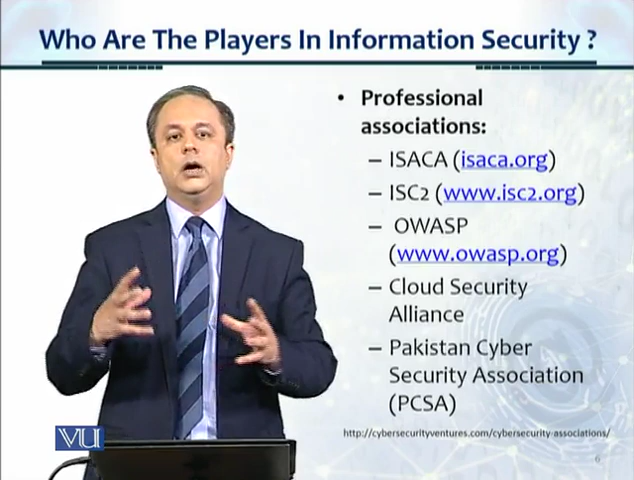 Who Are The Players In Information Security ?
• Professional
associations:
– ISACA (isaca.org)
– ISC2 (www.isc2.org)
– OWASP
(www.owasp.org)
– Cloud Security
Alliance
– Pakistan Cyber
Security Association
(PCSA)
http://cybersecurityventures.com/cybersecurity-associations/
VU
6